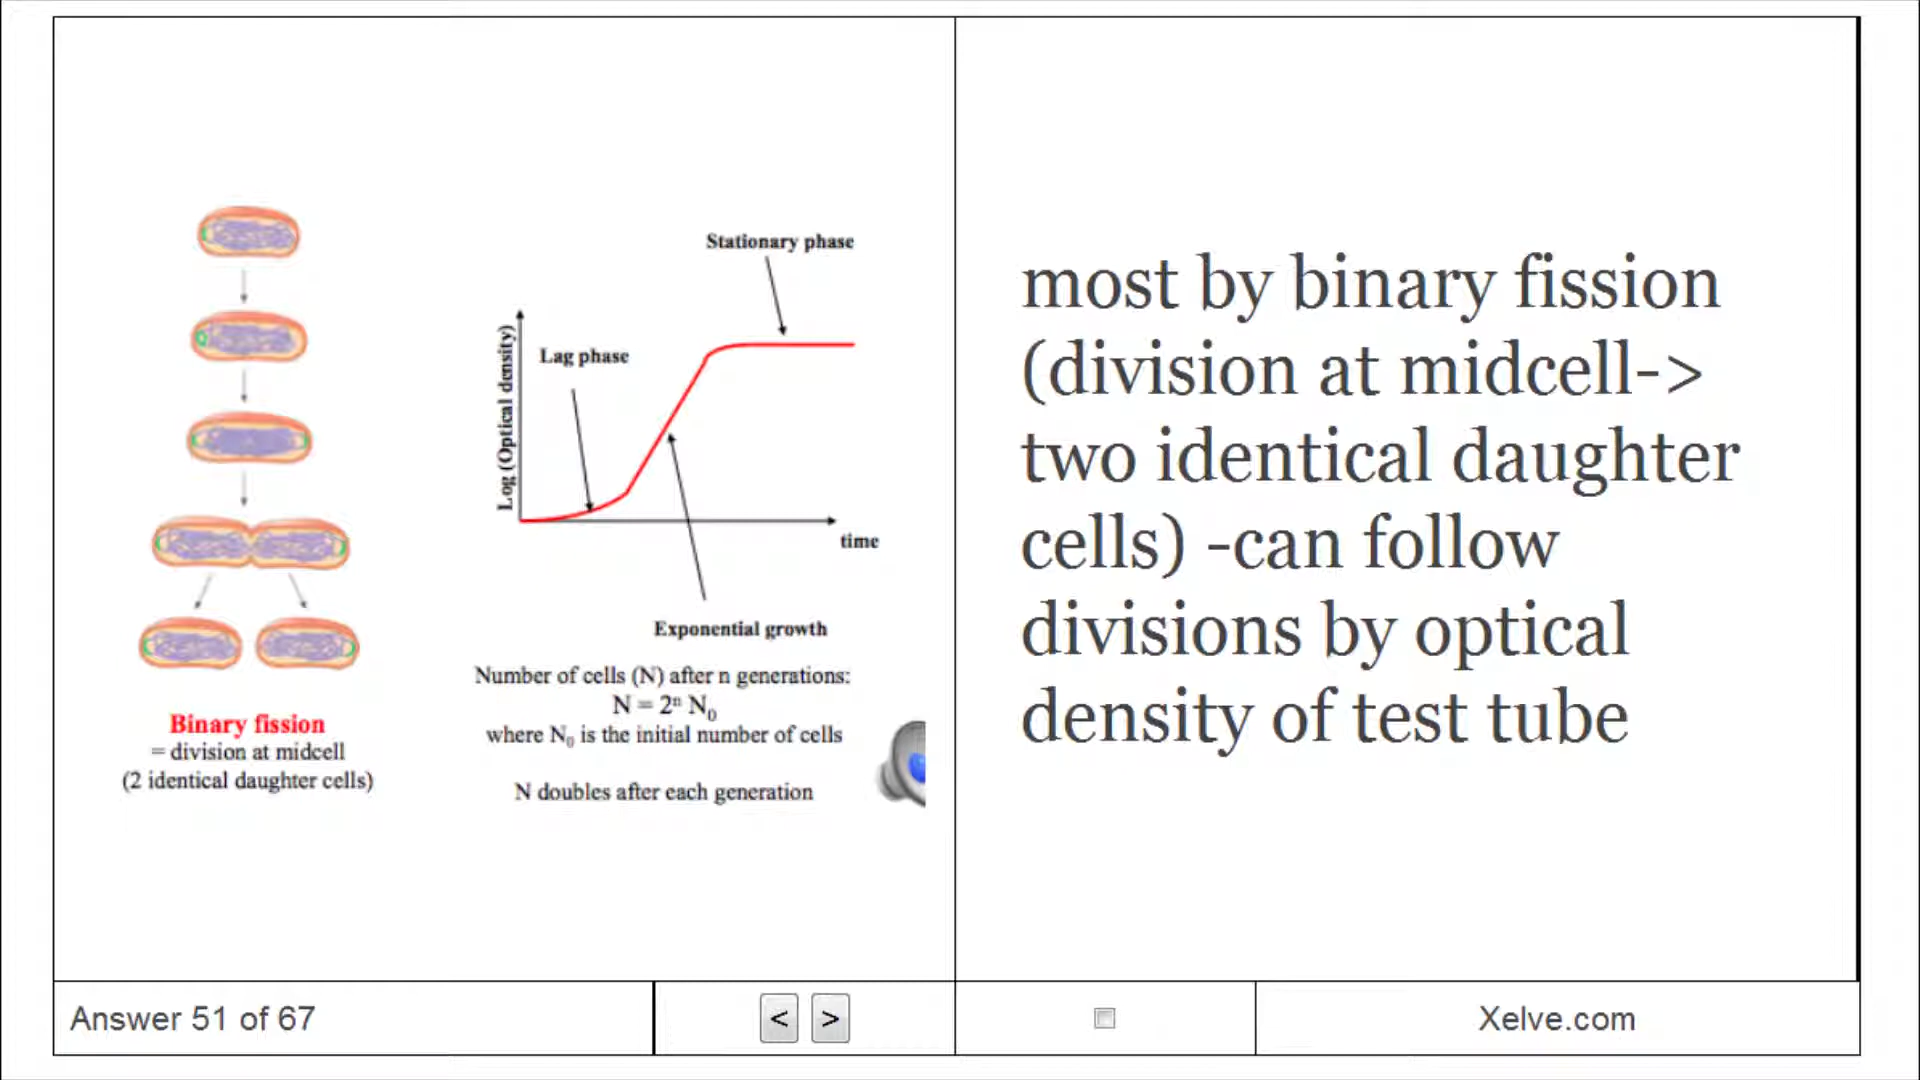 Stationary phase
Lag phase
Log (Optical density)
time
Exponential growth
Number of cells (N) after n generations:
N = 2ⁿ N₀
where N₀ is the initial number of cells
N doubles after each generation
Binary fission
= division at midcell
(2 identical daughter cells)
most by binary fission
(division at midcell->
two identical daughter
cells) -can follow
divisions by optical
density of test tube
Answer 51 of 67
<
>
Xelve.com